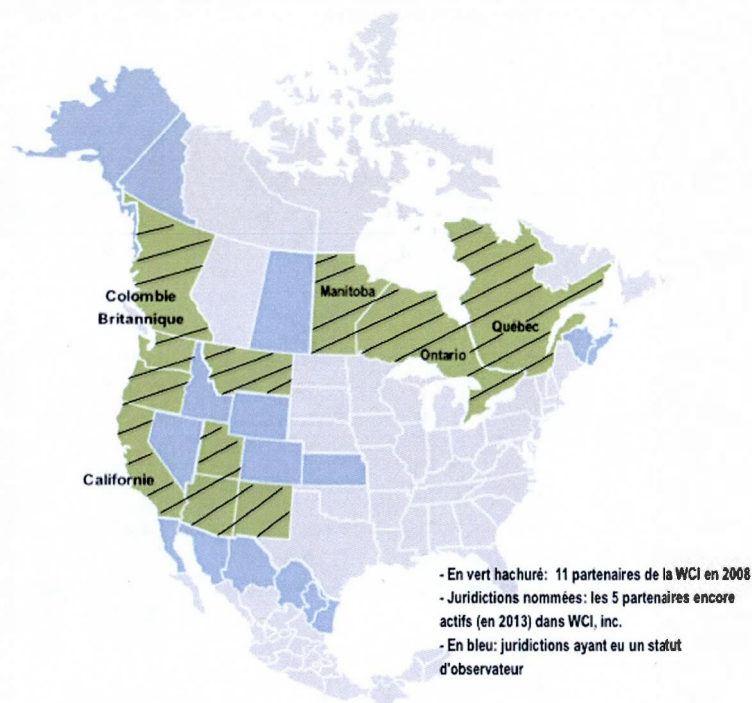 Colombie
Britannique
Manitoba
Ontario
Québec
Californie
- En vert hachuré: 11 partenaires de la WCI en 2008
- Juridictions nommées: les 5 partenaires encore
actifs (en 2013) dans WCI, inc.
- En bleu: juridictions ayant eu un statut
d'observateur